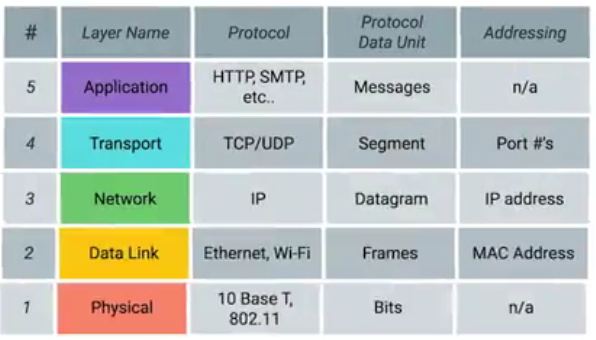 # Layer Name Protocol Protocol Data Unit Addressing
5 Application HTTP, SMTP, etc.. Messages n/a
4 Transport TCP/UDP Segment Port #'s
3 Network IP Datagram IP address
2 Data Link Ethernet, Wi-Fi Frames MAC Address
1 Physical 10 Base T, 802.11 Bits n/a